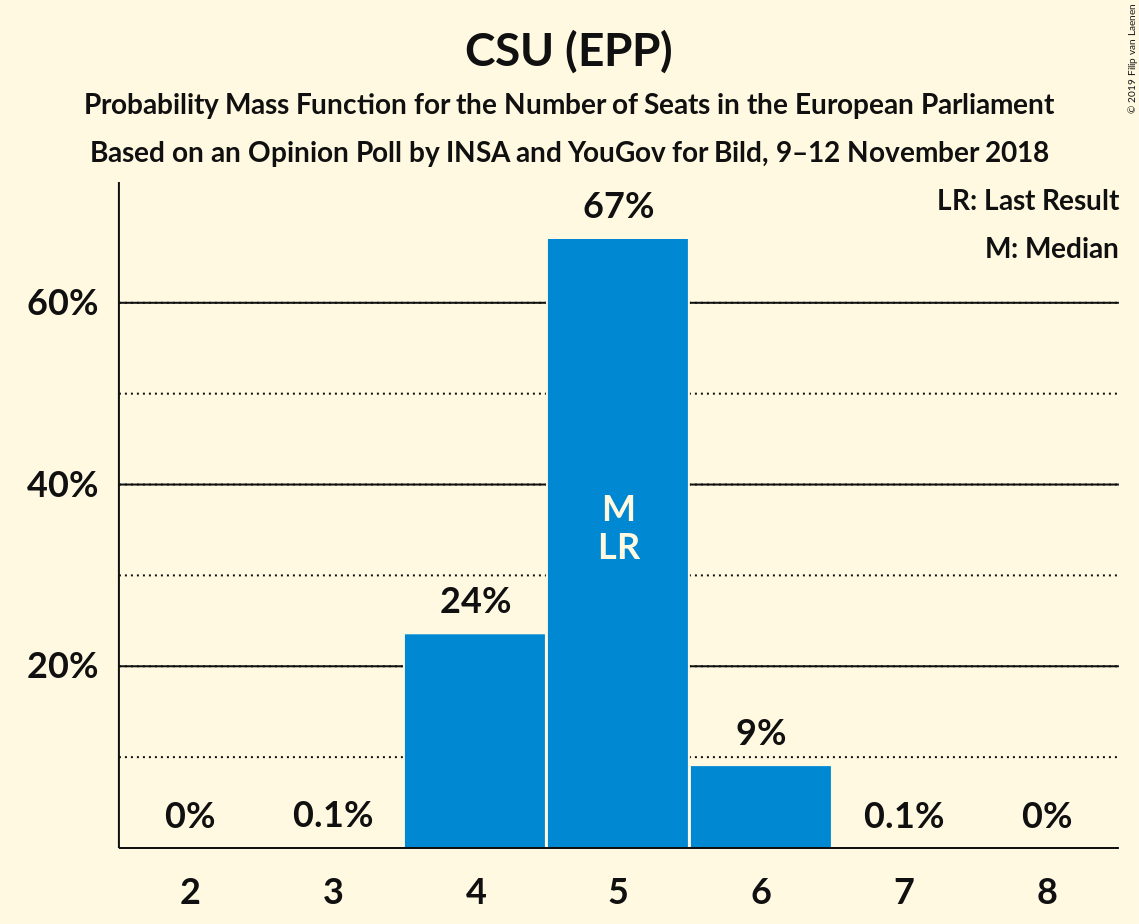 CSU (EPP)
Probability Mass Function for the Number of Seats in the European Parliament
Based on an Opinion Poll by INSA and YouGov for Bild, 9–12 November 2018
© 2019 Filip van Laenen
LR: Last Result
M: Median
60%
40%
20%
0%
0.1%
24%
67%
M
LR
9%
0.1%
0%
2 3 4 5 6 7 8